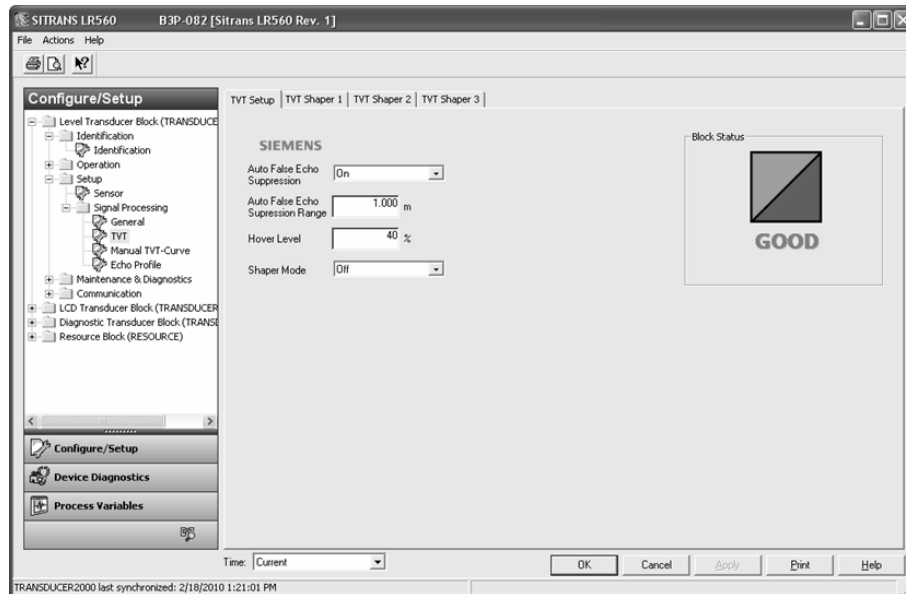 SITRANS LR560 B3P-082 [Sitrans LR560 Rev. 1]
File Actions Help
Configure/Setup
Level Transducer Block (TRANSDUCE
Identification
Identification
Operation
Setup
Sensor
Signal Processing
General
TVT
Manual TVT-Curve
Echo Profile
Maintenance & Diagnostics
Communication
LCD Transducer Block (TRANSDUCER
Diagnostic Transducer Block (TRANSD
Resource Block (RESOURCE)
Configure/Setup
Device Diagnostics
Process Variables
TVT Setup TVT Shaper 1 TVT Shaper 2 TVT Shaper 3
SIEMENS
Auto False Echo
Suppression
On
Auto False Echo
Supression Range
1.000 m
Hover Level 40 %
Shaper Mode Off
Block Status
GOOD
Time: Current
OK Cancel Apply Print Help
TRANSDUCER2000 last synchronized: 2/18/2010 1:21:01 PM